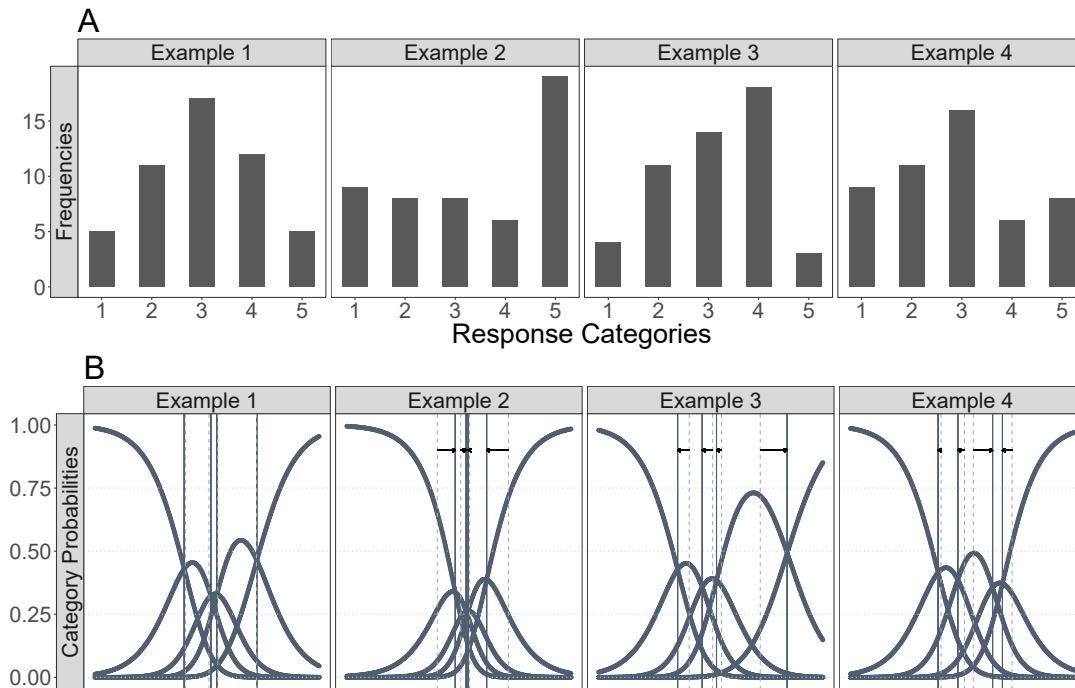 A
Example 1 Example 2 Example 3 Example 4
Frequencies
15
10
5
0
1 2 3 4 5 1 2 3 4 5 1 2 3 4 5 1 2 3 4 5
Response Categories
B
Example 1 Example 2 Example 3 Example 4
Category Probabilities
1.00
0.75
0.50
0.25
0.00